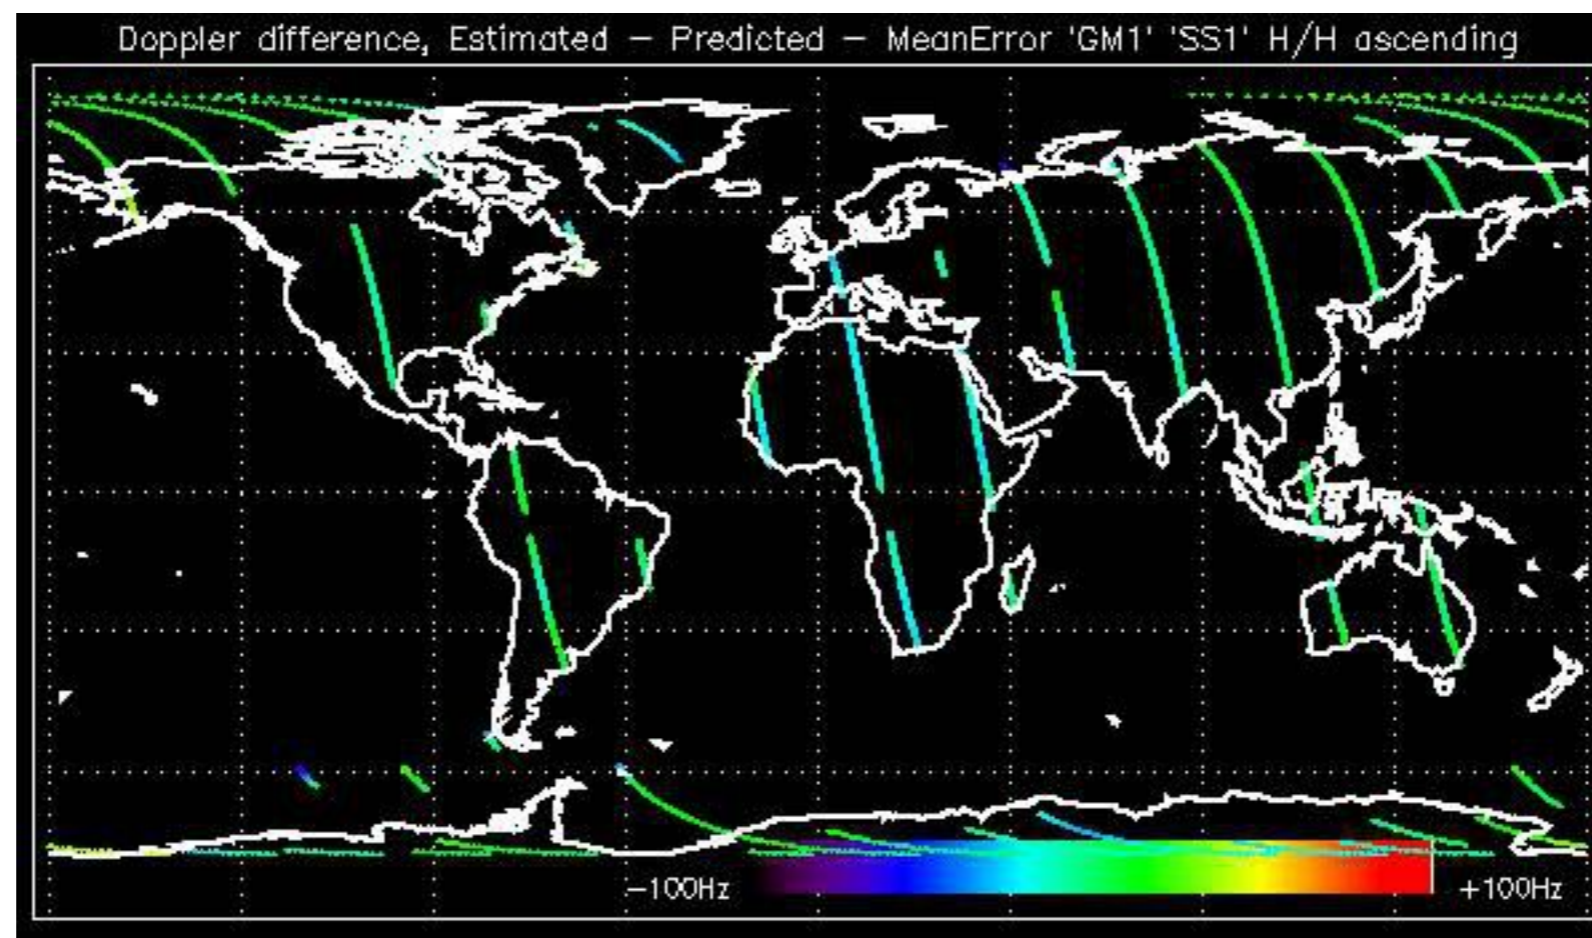 Doppler difference, Estimated — Predicted — MeanError 'GM1' 'SS1' H/H ascending
−100Hz
+100Hz